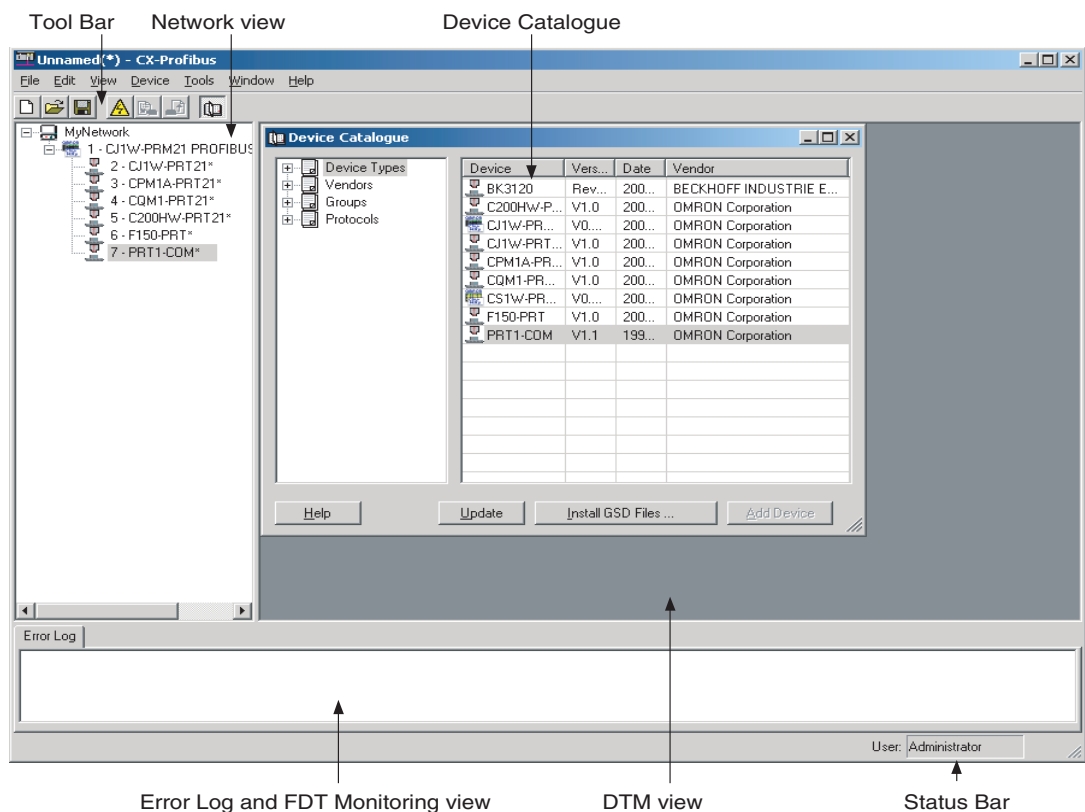 Tool Bar Network view Device Catalogue
Unnamed(*) - CX-Profibus
File Edit View Device Tools Window Help
MyNetwork
1 - CJ1W-PRM21 PROFIBUS
2 - CJ1W-PRT21*
3 - CPM1A-PRT21*
4 - CQM1-PRT21*
5 - C200HW-PRT21*
6 - F150-PRT*
7 - PRT1-COM*
Device Catalogue
Device Types
Vendors
Groups
Protocols
Device Vers... Date Vendor
BK3120 Rev... 200... BECKHOFF INDUSTRIE E...
C200HW-P... V1.0 200... OMRON Corporation
CJ1W-PR... V0.... 200... OMRON Corporation
CJ1W-PRT... V1.0 200... OMRON Corporation
CPM1A-PR... V1.0 200... OMRON Corporation
CQM1-PR... V1.0 200... OMRON Corporation
CS1W-PR... V0.... 200... OMRON Corporation
F150-PRT V1.0 200... OMRON Corporation
PRT1-COM V1.1 199... OMRON Corporation
Help Update Install GSD Files ... Add Device
Error Log
User: Administrator
Error Log and FDT Monitoring view DTM view Status Bar